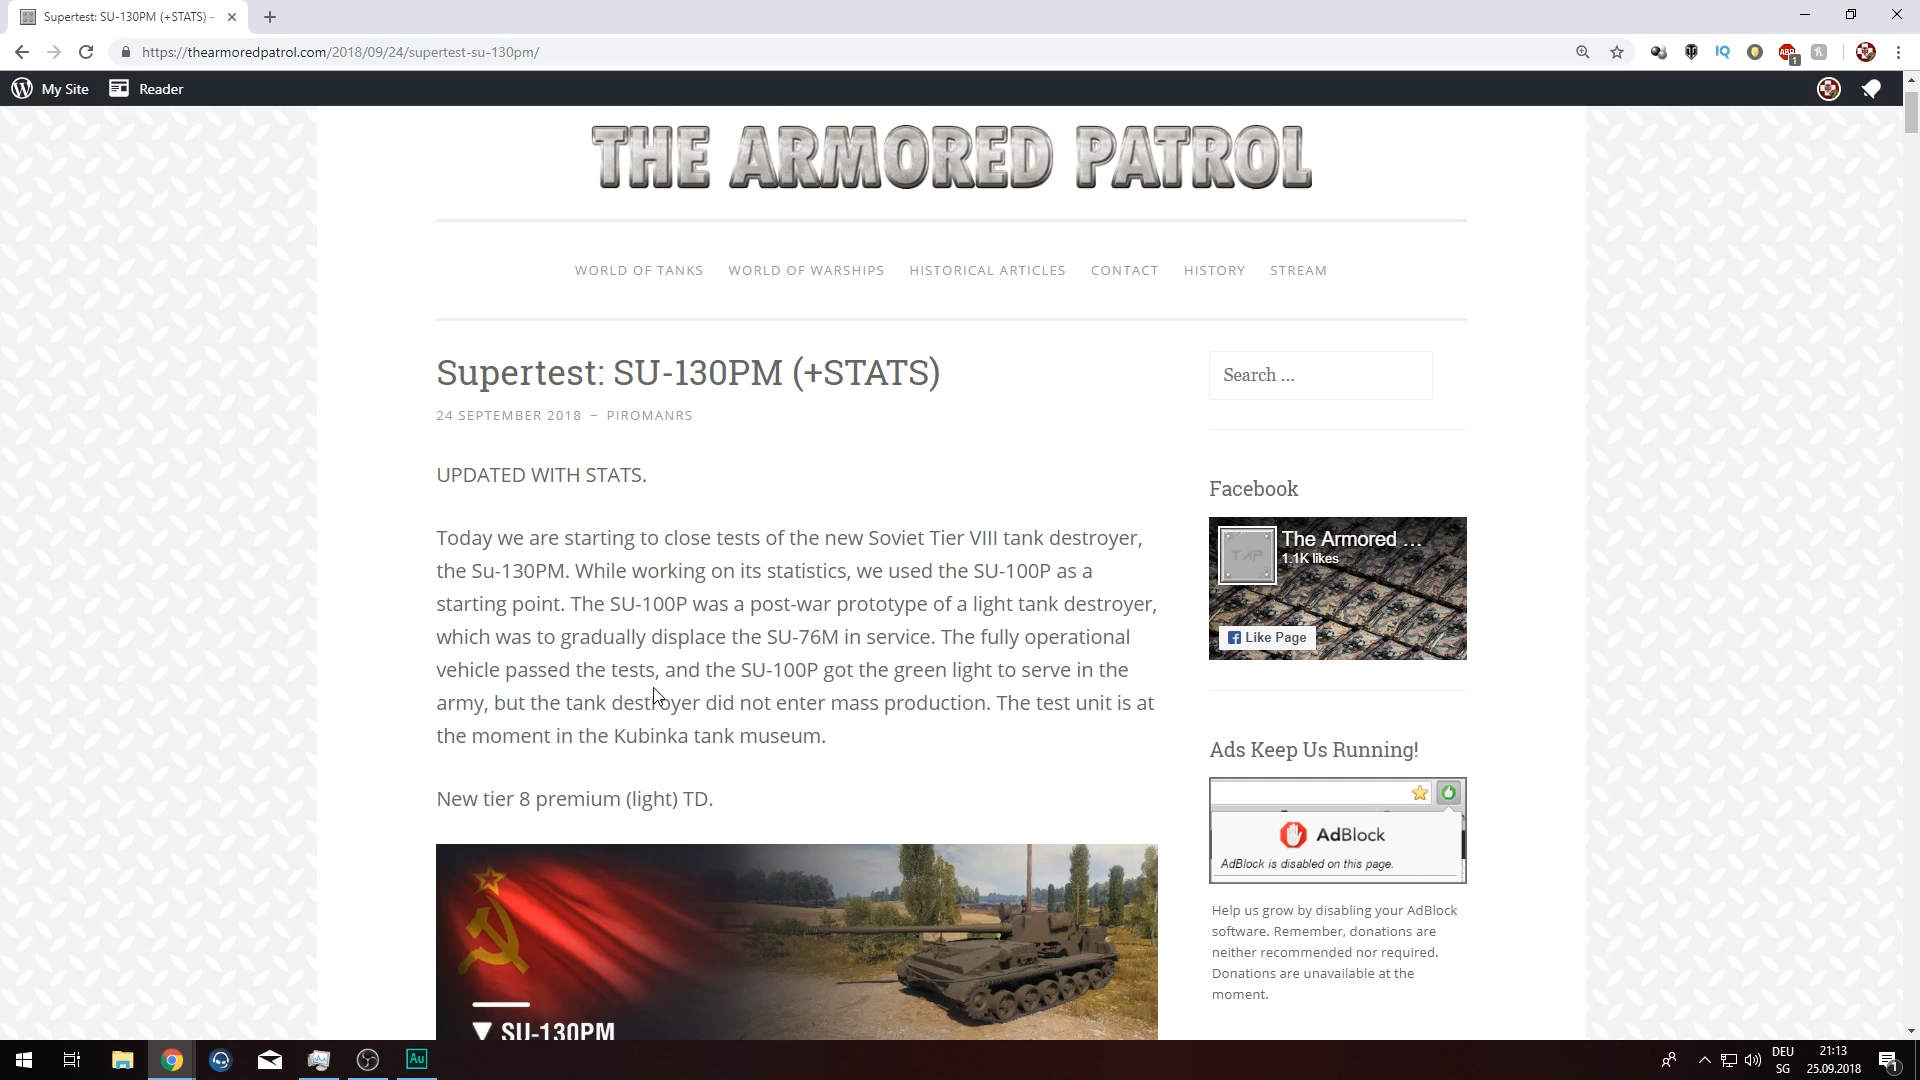 Supertest: SU-130PM (+STATS) –
https://thearmoredpatrol.com/2018/09/24/supertest-su-130pm/
IQ
ABP
1
My Site
Reader
THE ARMORED PATROL
WORLD OF TANKS
WORLD OF WARSHIPS
HISTORICAL ARTICLES
CONTACT
HISTORY
STREAM
Supertest: SU-130PM (+STATS)
24 SEPTEMBER 2018 – PIROMANRS
UPDATED WITH STATS.
Today we are starting to close tests of the new Soviet Tier VIII tank destroyer,
the Su-130PM. While working on its statistics, we used the SU-100P as a
starting point. The SU-100P was a post-war prototype of a light tank destroyer,
which was to gradually displace the SU-76M in service. The fully operational
vehicle passed the tests, and the SU-100P got the green light to serve in the
army, but the tank destroyer did not enter mass production. The test unit is at
the moment in the Kubinka tank museum.
New tier 8 premium (light) TD.
SU-130PM
Search ...
Facebook
TAP
The Armored ...
1.1K likes
Like Page
Ads Keep Us Running!
AdBlock
AdBlock is disabled on this page.
Help us grow by disabling your AdBlock
software. Remember, donations are
neither recommended nor required.
Donations are unavailable at the
moment.
Au
DEU
SG
21:13
25.09.2018
1